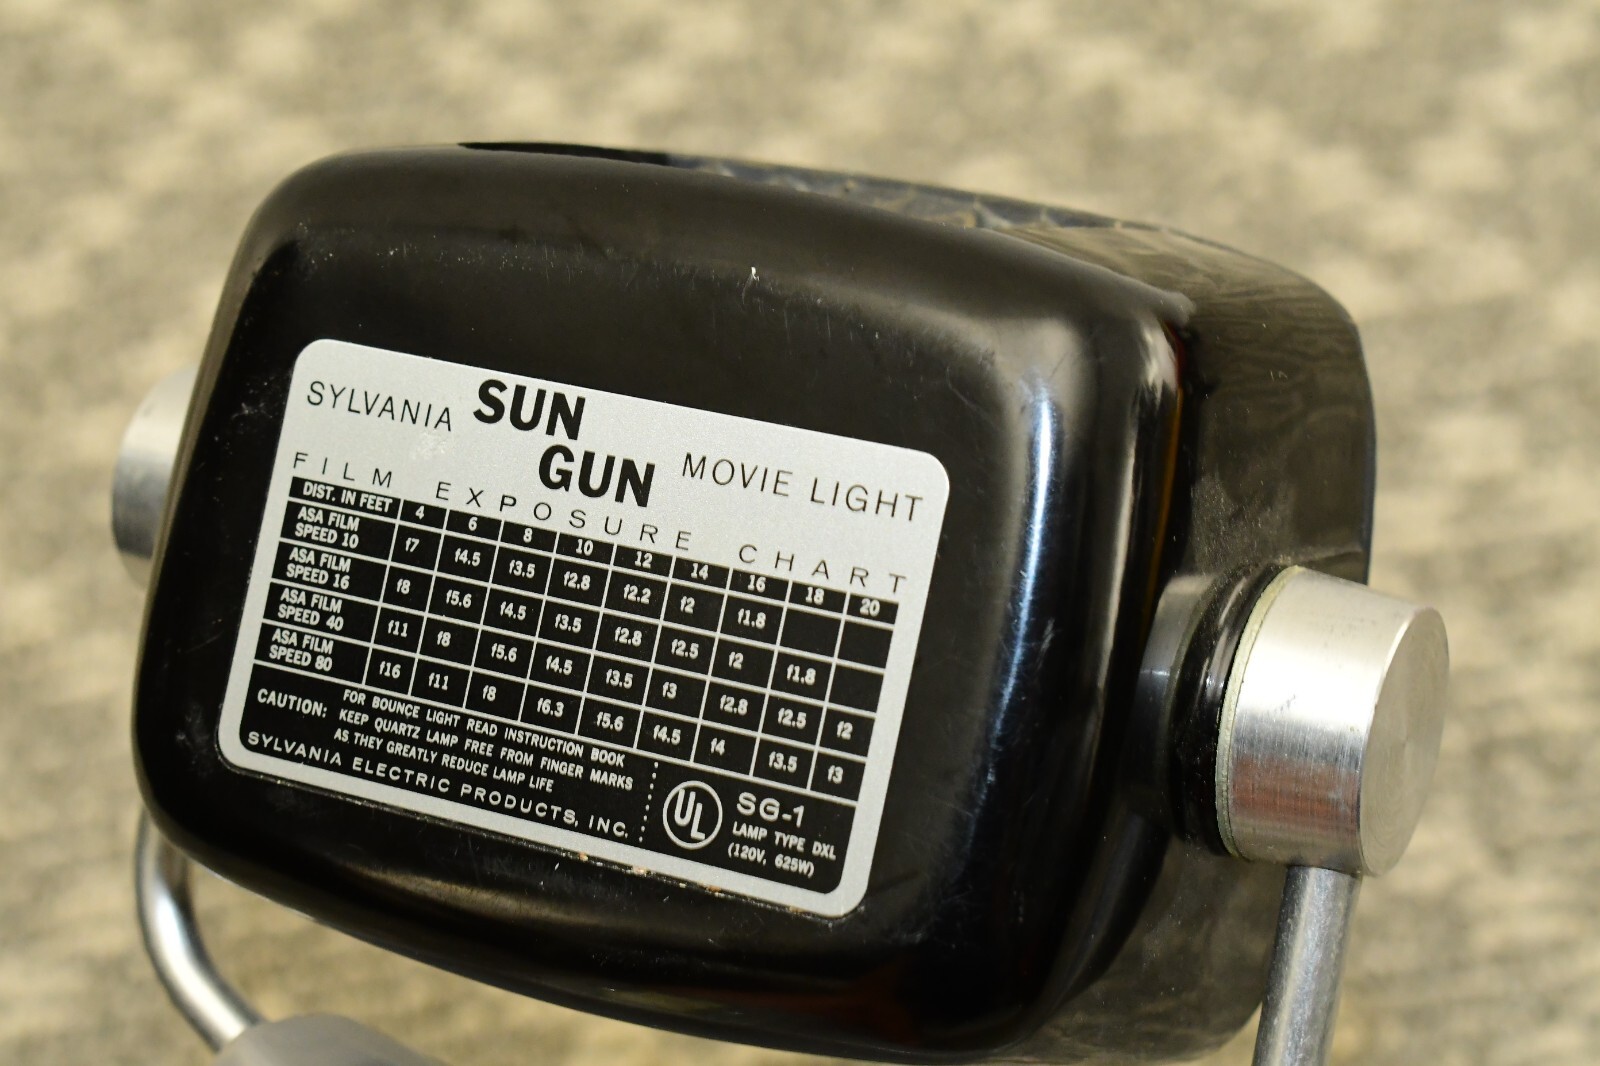 SYLVANIA SUN GUN MOVIE LIGHT
FILM EXPOSURE CHART
DIST. IN FEET 4 6 8 10 12 14 16 18 20
ASA FILM SPEED 10 f7 f4.5 f3.5 f2.8 f2.2 f2 f1.8
ASA FILM SPEED 16 f8 f5.6 f4.5 f3.5 f2.8 f2.5 f2 f1.8
ASA FILM SPEED 40 f11 f8 f5.6 f4.5 f3.5 f3 f2.8 f2.5 f2
ASA FILM SPEED 80 f16 f11 f8 f6.3 f5.6 f4.5 f4 f3.5 f3
CAUTION: FOR BOUNCE LIGHT READ INSTRUCTION BOOK
KEEP QUARTZ LAMP FREE FROM FINGER MARKS
AS THEY GREATLY REDUCE LAMP LIFE
SYLVANIA ELECTRIC PRODUCTS, INC.
UL
SG-1
LAMP TYPE DXL
(120V, 625W)